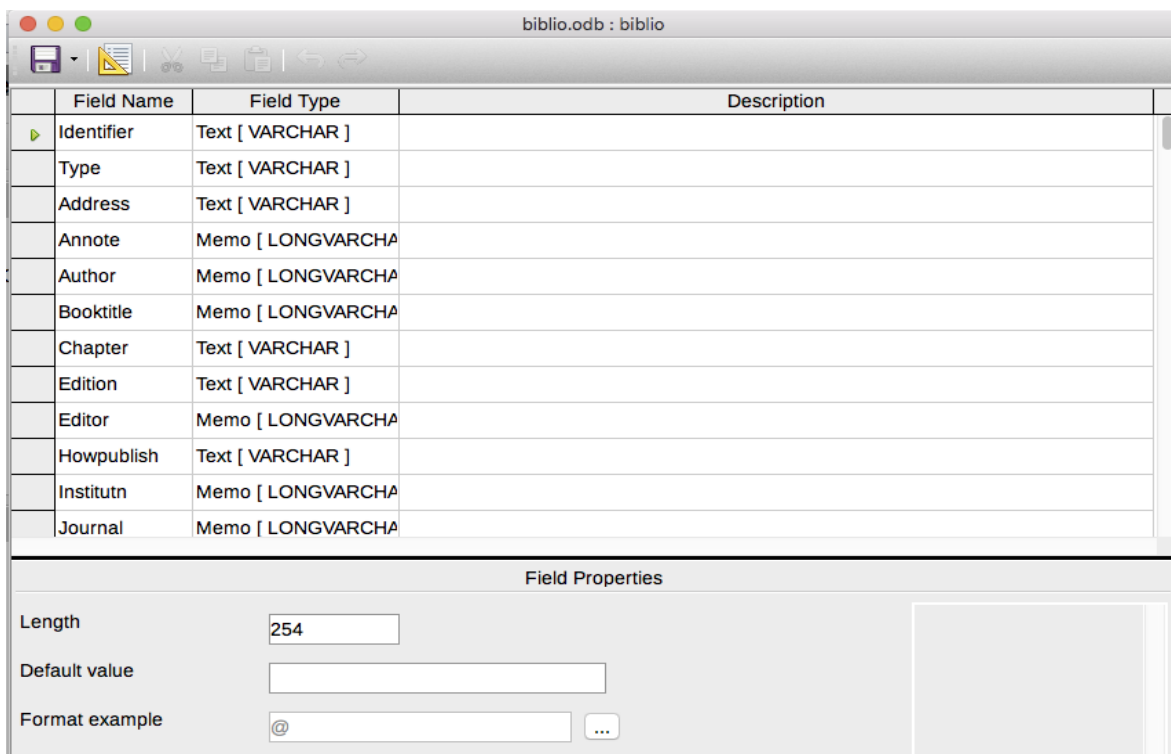 biblio.odb : biblio
Field Name Field Type Description
Identifier Text [ VARCHAR ]
Type Text [ VARCHAR ]
Address Text [ VARCHAR ]
Annote Memo [ LONGVARCHA
Author Memo [ LONGVARCHA
Booktitle Memo [ LONGVARCHA
Chapter Text [ VARCHAR ]
Edition Text [ VARCHAR ]
Editor Memo [ LONGVARCHA
Howpublish Text [ VARCHAR ]
Institutn Memo [ LONGVARCHA
Journal Memo [ LONGVARCHA
Field Properties
Length 254
Default value
Format example @ ...